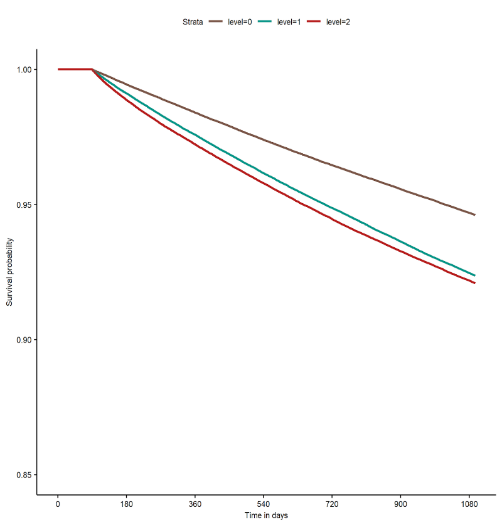 Strata level=0 level=1 level=2
1.00
0.95
0.90
0.85
Survival probability
0 180 360 540 720 900 1080
Time in days